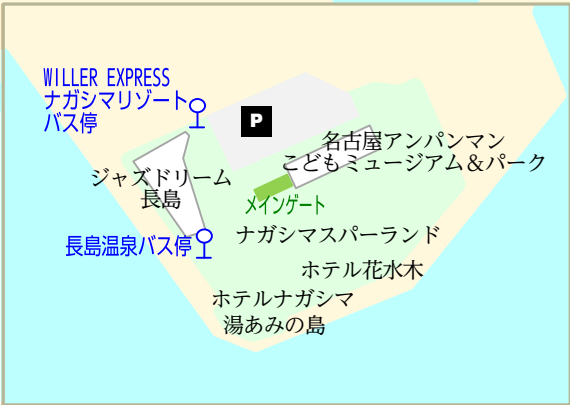 WILLER EXPRESS
ナガシマリゾート
バス停
P
名古屋アンパンマン
こどもミュージアム＆パーク
ジャズドリーム
長島
メインゲート
長島温泉バス停
ナガシマスパーランド
ホテル花水木
ホテルナガシマ
湯あみの島